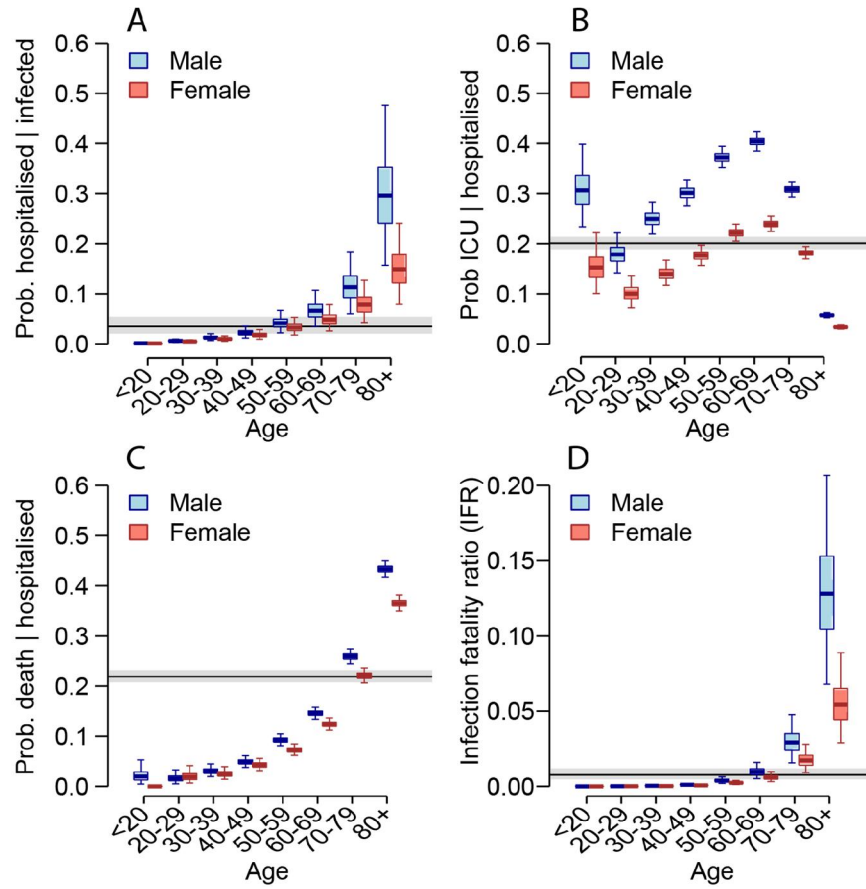 A
Prob. hospitalised | infected
0.6
0.5
0.4
0.3
0.2
0.1
0.0
Male
Female
<20
20-29
30-39
40-49
50-59
60-69
70-79
80+
Age
B
Prob ICU | hospitalised
0.6
0.5
0.4
0.3
0.2
0.1
0.0
Male
Female
<20
20-29
30-39
40-49
50-59
60-69
70-79
80+
Age
C
Prob. death | hospitalised
0.6
0.5
0.4
0.3
0.2
0.1
0.0
Male
Female
<20
20-29
30-39
40-49
50-59
60-69
70-79
80+
Age
D
Infection fatality ratio (IFR)
0.20
0.15
0.10
0.05
0.00
Male
Female
<20
20-29
30-39
40-49
50-59
60-69
70-79
80+
Age